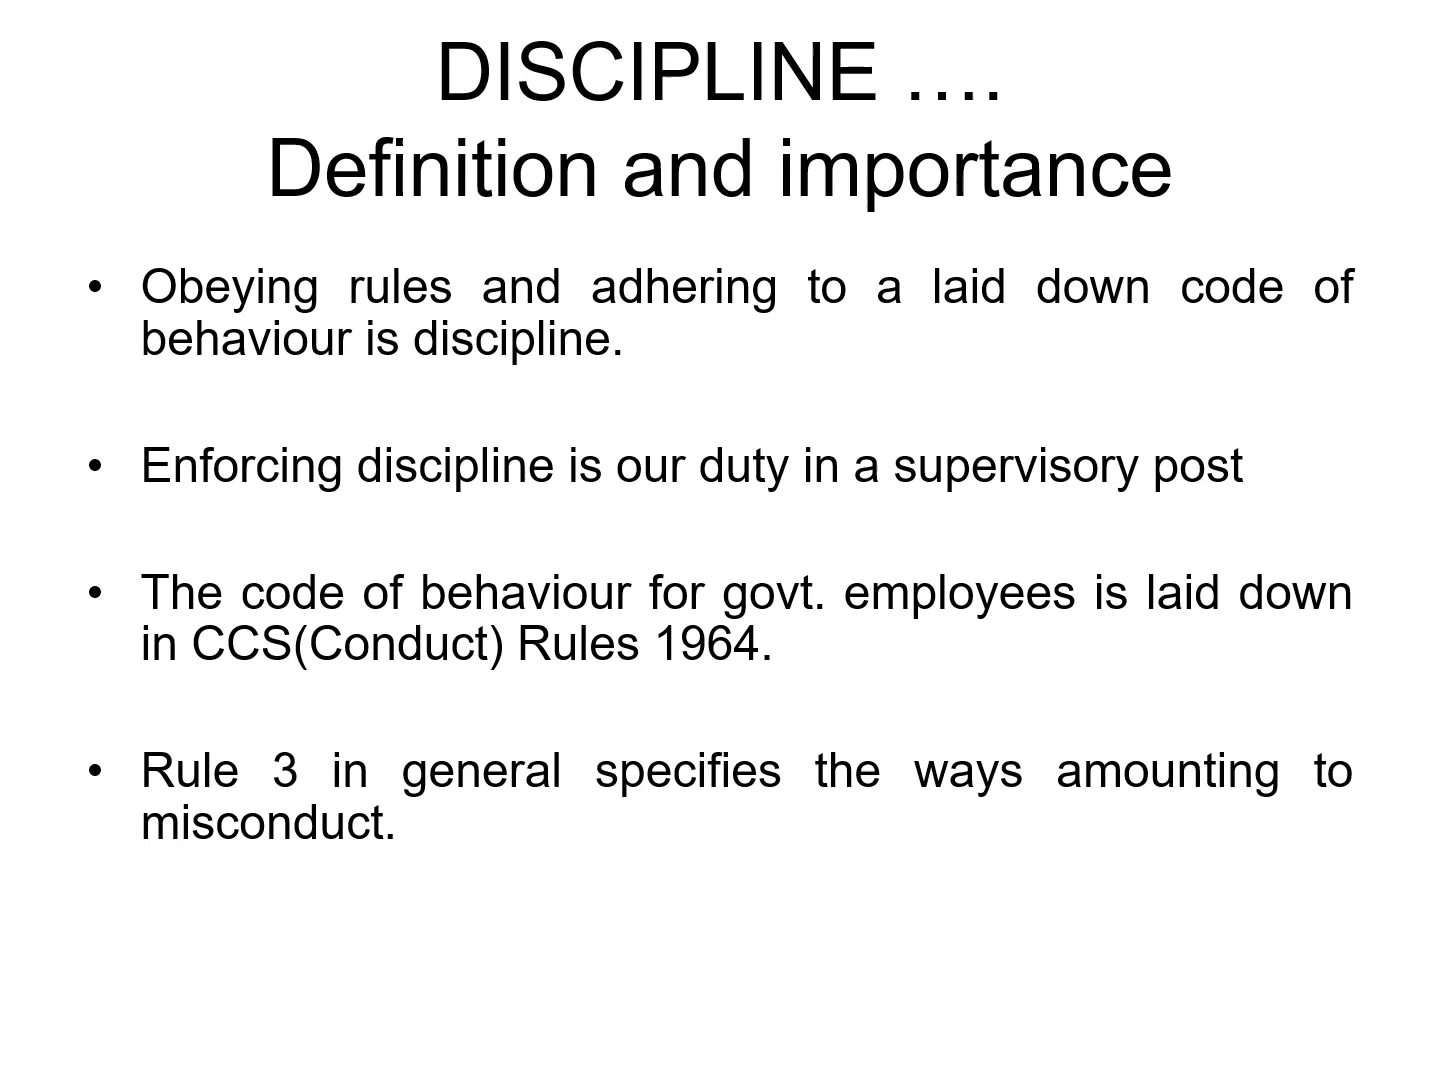 DISCIPLINE ….
Definition and importance
• Obeying rules and adhering to a laid down code of
behaviour is discipline.
• Enforcing discipline is our duty in a supervisory post
• The code of behaviour for govt. employees is laid down
in CCS(Conduct) Rules 1964.
• Rule 3 in general specifies the ways amounting to
misconduct.